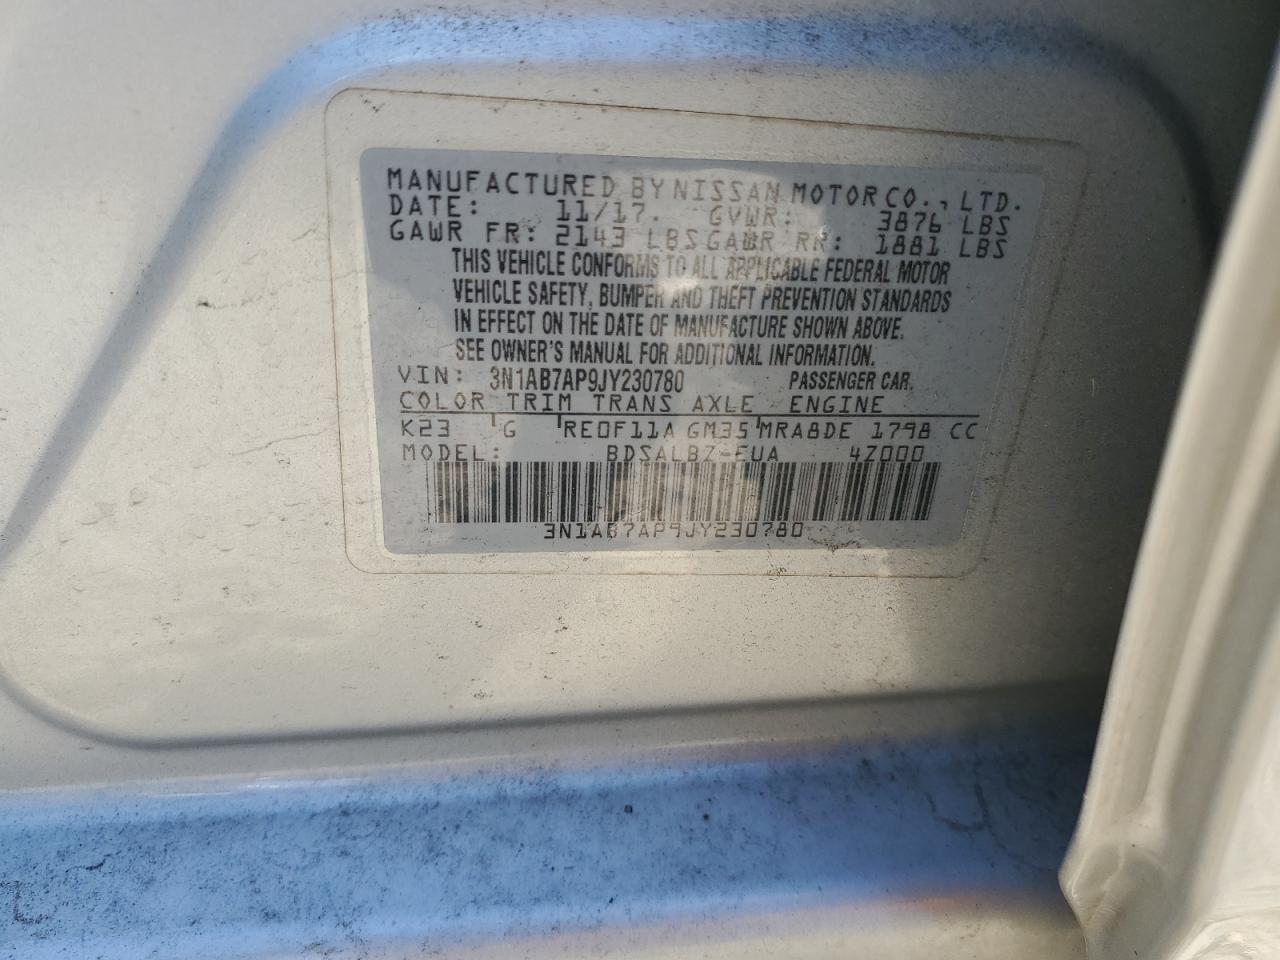 MANUFACTURED BY NISSAN MOTOR CO., LTD.
DATE: 11/17. GVWR: 3876 LBS
GAWR FR: 2143 LBS GAWR RR: 1881 LBS
THIS VEHICLE CONFORMS TO ALL APPLICABLE FEDERAL MOTOR
VEHICLE SAFETY, BUMPER AND THEFT PREVENTION STANDARDS
IN EFFECT ON THE DATE OF MANUFACTURE SHOWN ABOVE.
SEE OWNER'S MANUAL FOR ADDITIONAL INFORMATION.
VIN: 3N1AB7AP9JY230780 PASSENGER CAR.
COLOR TRIM TRANS AXLE ENGINE
K23 G RE0F11A GM35 MRA8DE 1798 CC
MODEL: BDSALBZ-EUA 4Z000
3N1AB7AP9JY230780